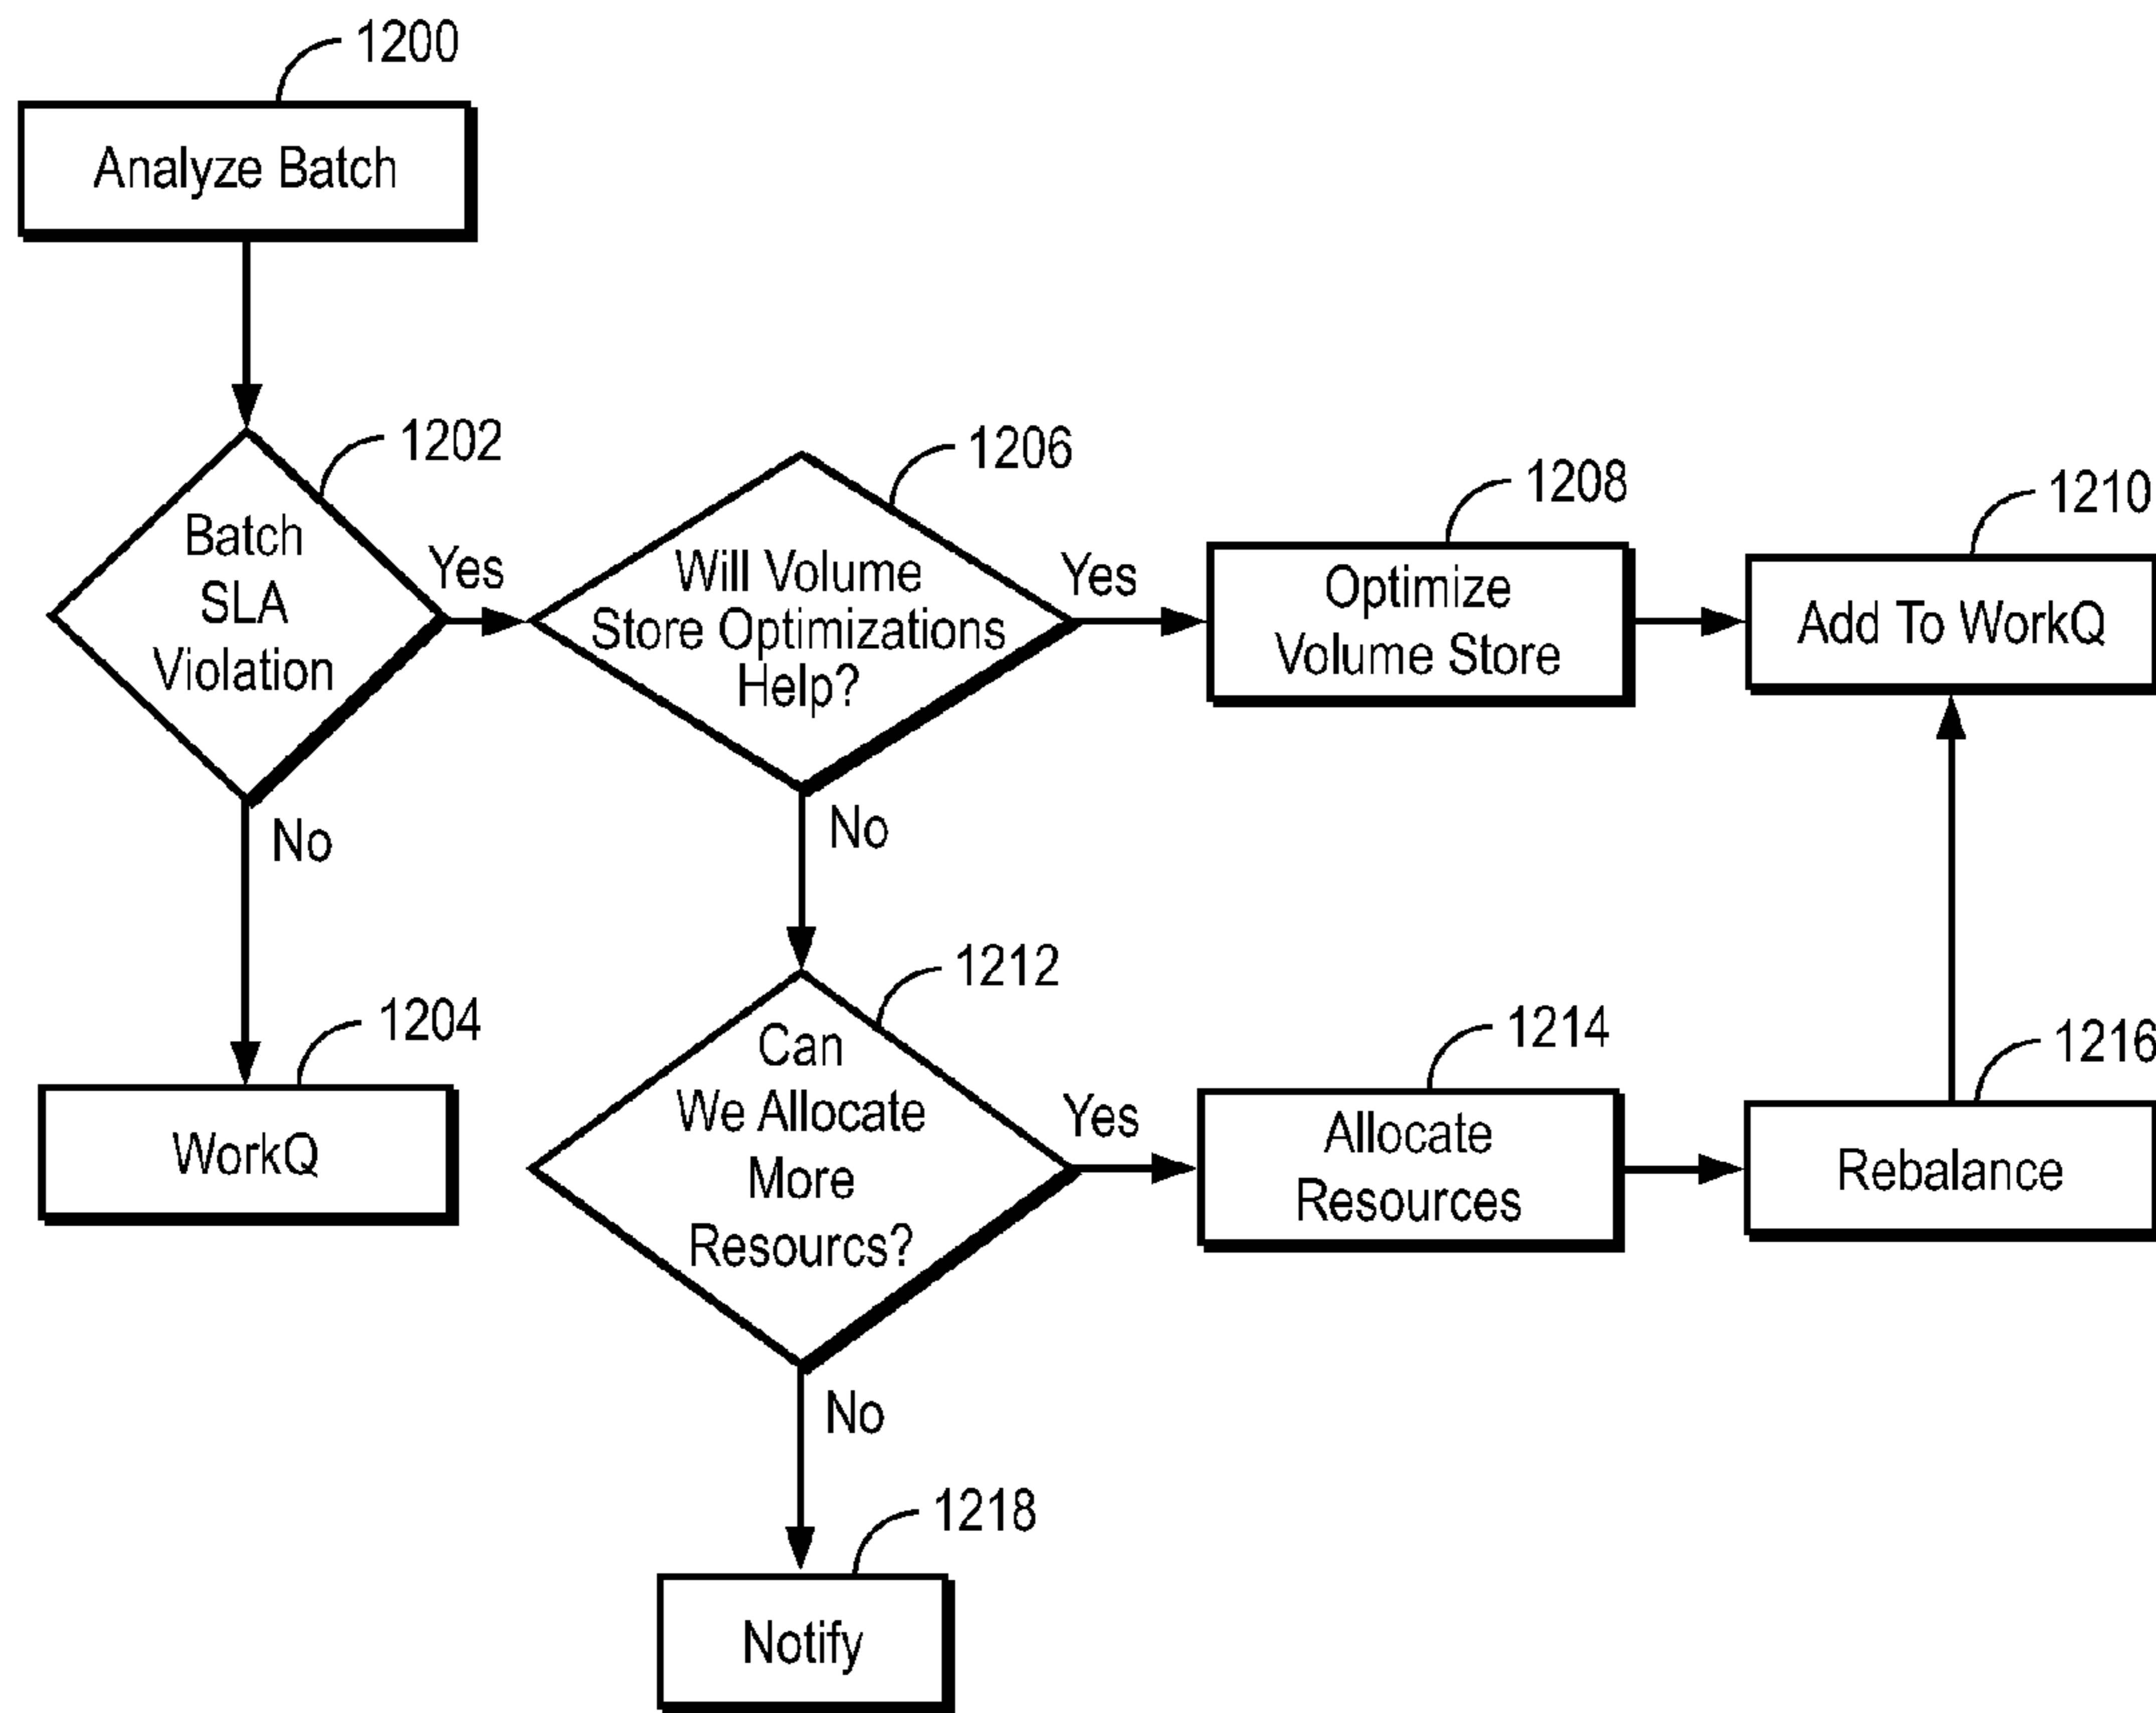 1200
Analyze Batch
1202
Batch
SLA
Violation
Yes
No
1204
WorkQ
1206
Will Volume
Store Optimizations
Help?
Yes
No
1208
Optimize
Volume Store
1210
Add To WorkQ
1212
Can
We Allocate
More
Resourcs?
Yes
No
1214
Allocate
Resources
1216
Rebalance
1218
Notify